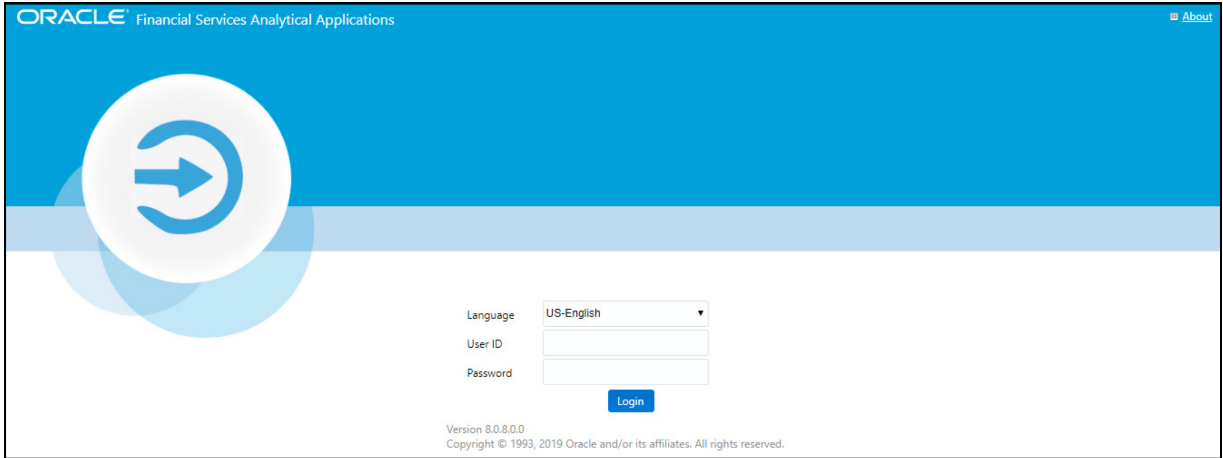 ORACLE® Financial Services Analytical Applications
About
Language US-English
User ID
Password
Login
Version 8.0.8.0.0
Copyright © 1993, 2019 Oracle and/or its affiliates. All rights reserved.